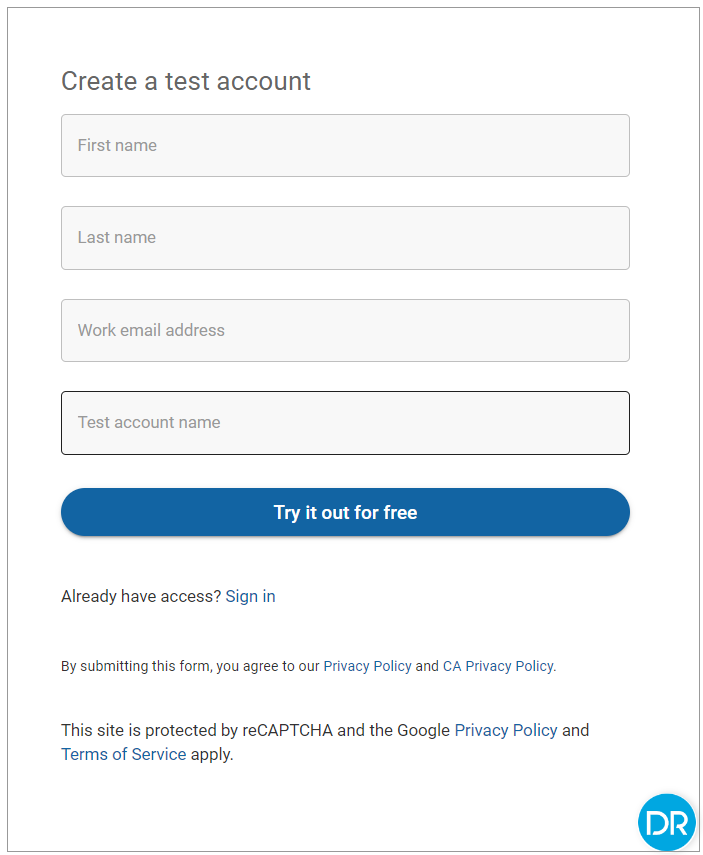 Create a test account
First name
Last name
Work email address
Test account name
Try it out for free
Already have access? Sign in
By submitting this form, you agree to our Privacy Policy and CA Privacy Policy.
This site is protected by reCAPTCHA and the Google Privacy Policy and
Terms of Service apply.
DR